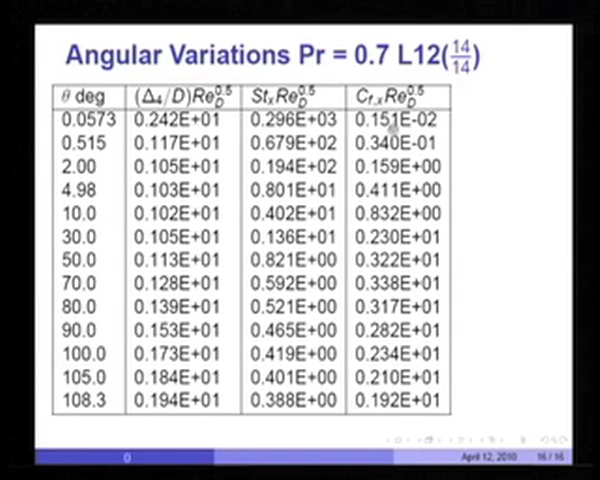 Angular Variations Pr = 0.7 L12(14/14)
θ deg (Δ₄/D)Re_D^0.5 St_x Re_D^0.5 C_f,x Re_D^0.5
0.0573 0.242E+01 0.296E+03 0.151E-02
0.515 0.117E+01 0.679E+02 0.340E-01
2.00 0.105E+01 0.194E+02 0.159E+00
4.98 0.103E+01 0.801E+01 0.411E+00
10.0 0.102E+01 0.402E+01 0.832E+00
30.0 0.105E+01 0.136E+01 0.230E+01
50.0 0.113E+01 0.821E+00 0.322E+01
70.0 0.128E+01 0.592E+00 0.338E+01
80.0 0.139E+01 0.521E+00 0.317E+01
90.0 0.153E+01 0.465E+00 0.282E+01
100.0 0.173E+01 0.419E+00 0.234E+01
105.0 0.184E+01 0.401E+00 0.210E+01
108.3 0.194E+01 0.388E+00 0.192E+01
() April 12, 2010 16 / 16